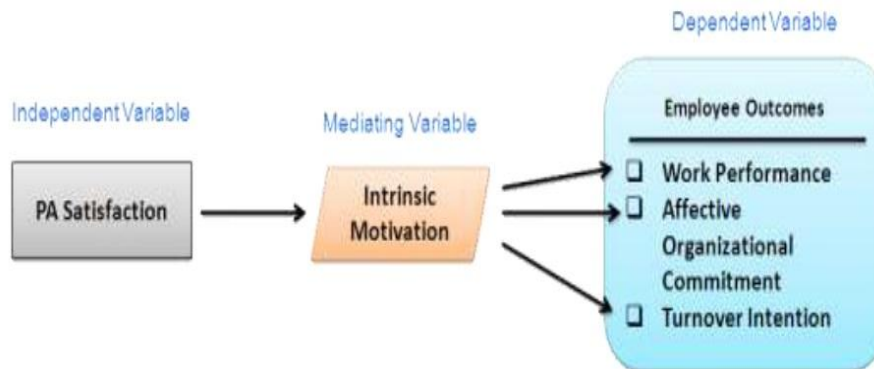 Dependent Variable
Independent Variable
Mediating Variable
Employee Outcomes
PA Satisfaction
Intrinsic
Motivation
Work Performance
Affective
Organizational
Commitment
Turnover Intention